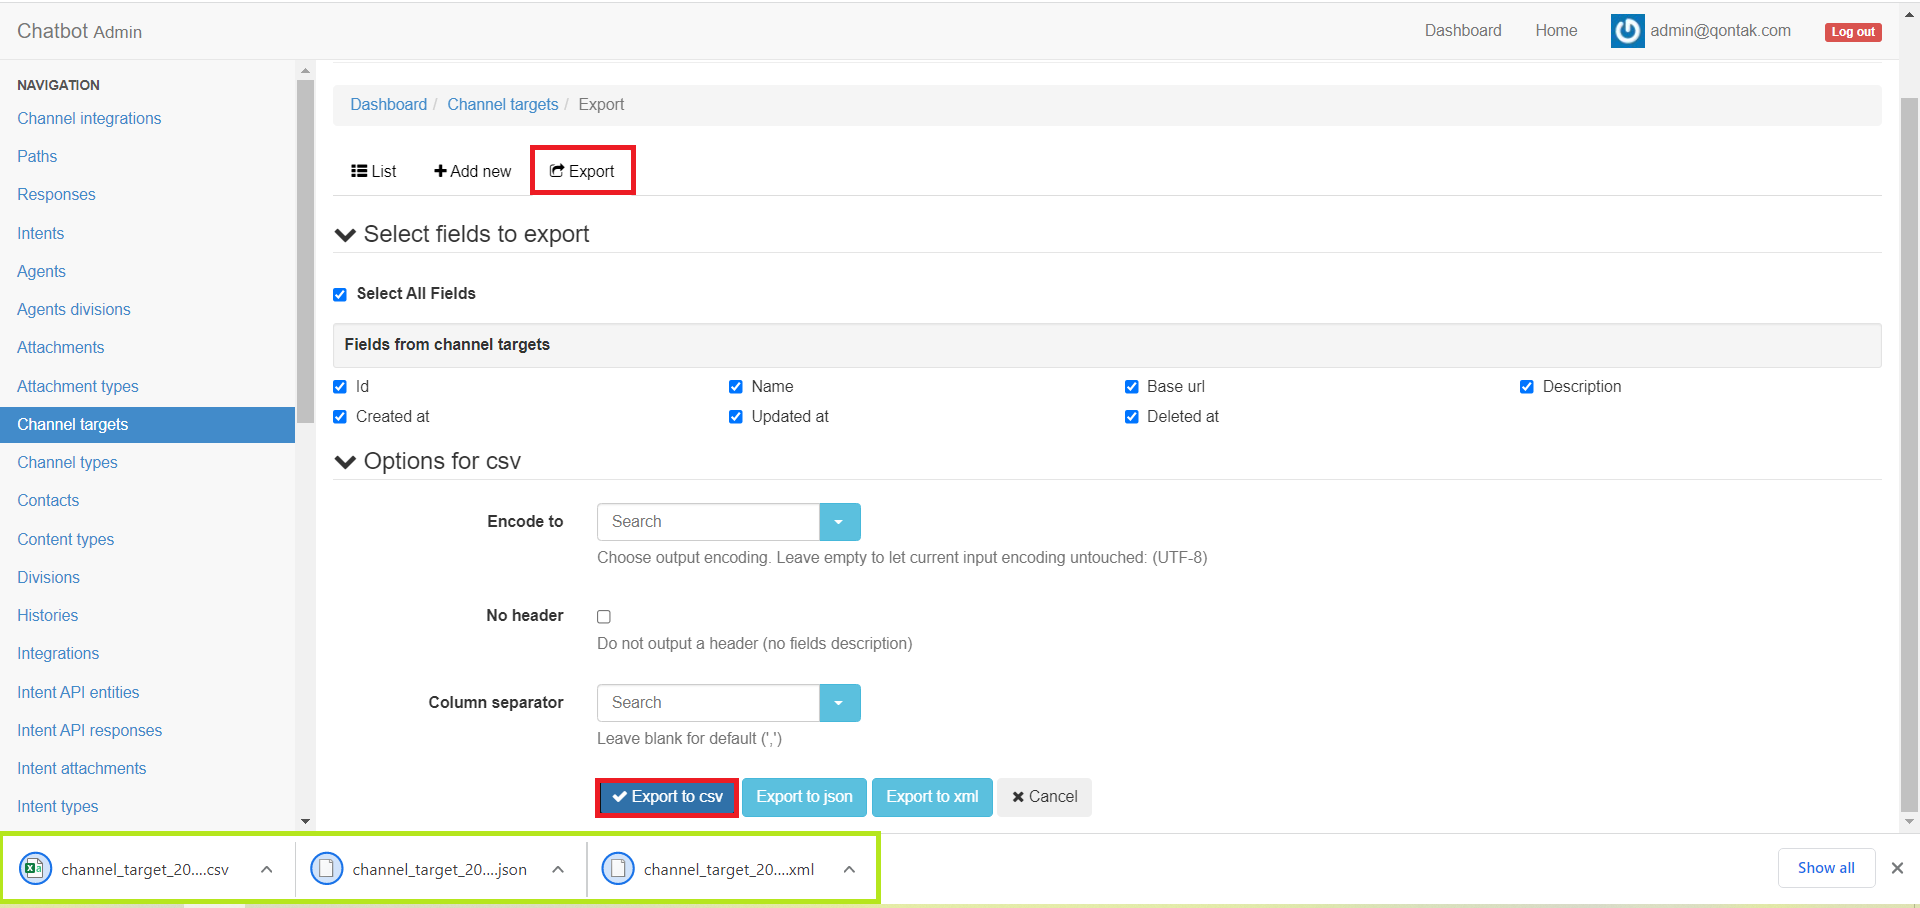 Chatbot Admin
Dashboard
Home
admin@qontak.com
Log out
NAVIGATION
Channel integrations
Paths
Responses
Intents
Agents
Agents divisions
Attachments
Attachment types
Channel targets
Channel types
Contacts
Content types
Divisions
Histories
Integrations
Intent API entities
Intent API responses
Intent attachments
Intent types
Dashboard / Channel targets / Export
List
Add new
Export
Select fields to export
Select All Fields
Fields from channel targets
Id
Name
Base url
Description
Created at
Updated at
Deleted at
Options for csv
Encode to
Search
Choose output encoding. Leave empty to let current input encoding untouched: (UTF-8)
No header
Do not output a header (no fields description)
Column separator
Search
Leave blank for default (',')
Export to csv
Export to json
Export to xml
Cancel
channel_target_20....csv
channel_target_20....json
channel_target_20....xml
Show all